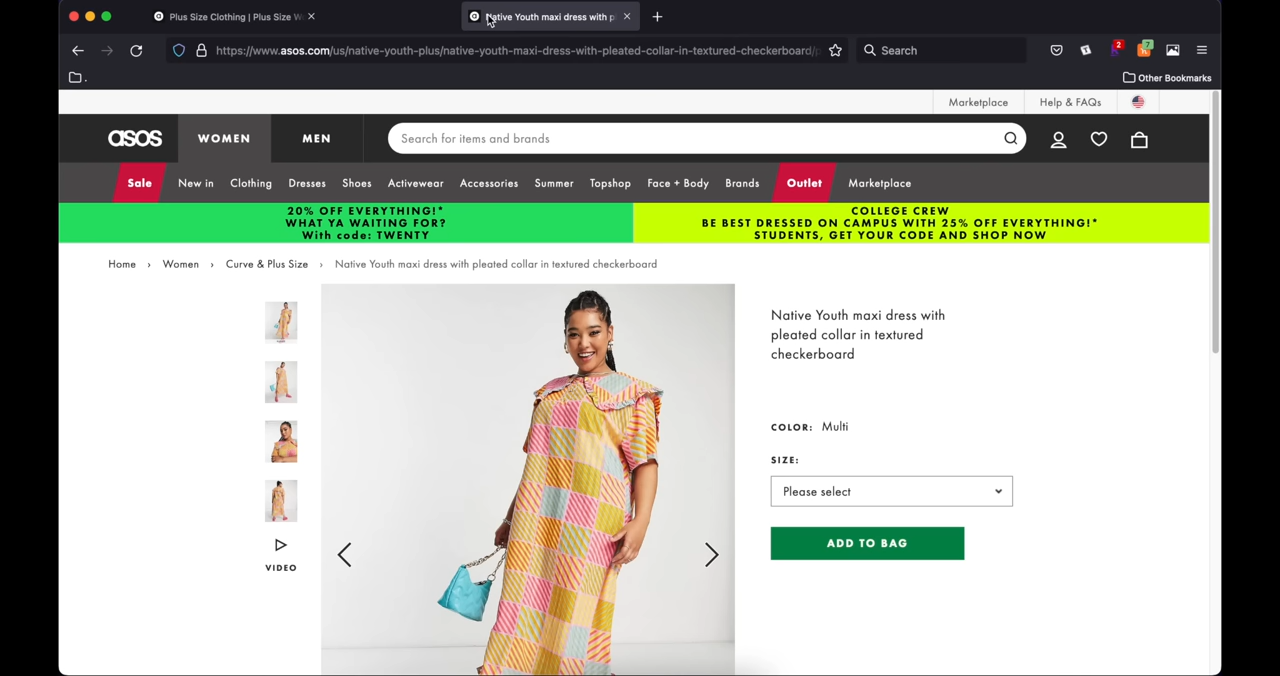 Plus Size Clothing | Plus Size W
Native Youth maxi dress with p
https://www.asos.com/us/native-youth-plus/native-youth-maxi-dress-with-pleated-collar-in-textured-checkerboard/p
Search
2
7
.
Other Bookmarks
Marketplace
Help & FAQs
asos
WOMEN
MEN
Search for items and brands
Sale
New in
Clothing
Dresses
Shoes
Activewear
Accessories
Summer
Topshop
Face + Body
Brands
Outlet
Marketplace
20% OFF EVERYTHING!*
WHAT YA WAITING FOR?
With code: TWENTY
COLLEGE CREW
BE BEST DRESSED ON CAMPUS WITH 25% OFF EVERYTHING!*
STUDENTS, GET YOUR CODE AND SHOP NOW
Home › Women › Curve & Plus Size › Native Youth maxi dress with pleated collar in textured checkerboard
VIDEO
Native Youth maxi dress with
pleated collar in textured
checkerboard
COLOR: Multi
SIZE:
Please select
ADD TO BAG